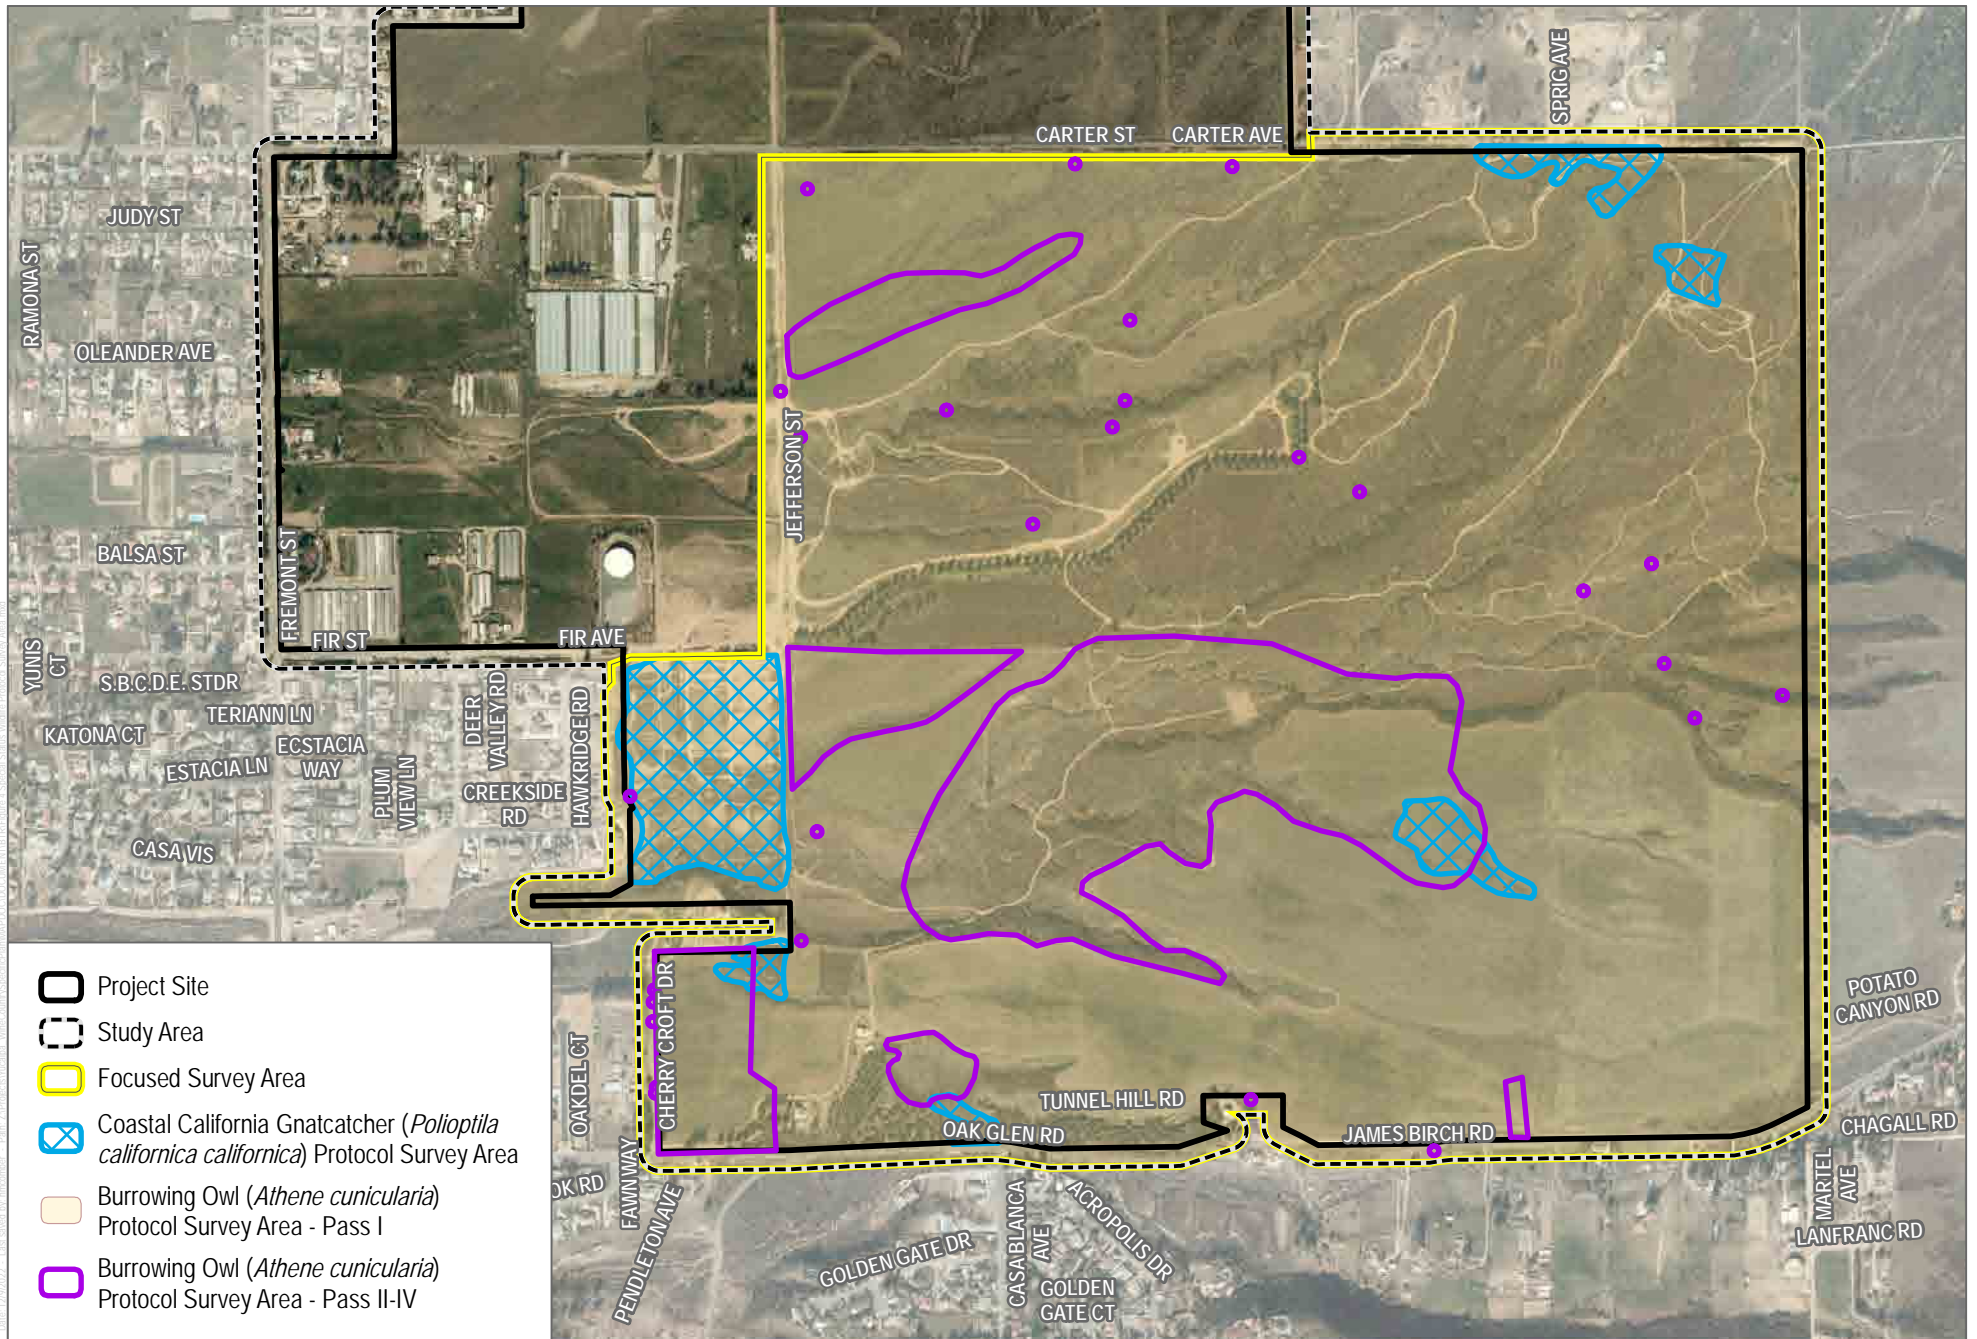 SPRIG AVE
CARTER ST
CARTER AVE
JUDY ST
RAMONA ST
OLEANDER AVE
JEFFERSON ST
BALSA ST
FREMONT ST
FIR ST
FIR AVE
YUNIS
CT
S.B.C.D.E. STDR
TERIANN LN
KATONA CT
ECSTACIA
WAY
ESTACIA LN
PLUM
VIEW LN
DEER
VALLEY RD
HAWKRIDGE RD
CREEKSIDE
RD
CASA VIS
CHERRY CROFT DR
OAKDEL CT
FAWN WAY
OK RD
PENDLETON AVE
TUNNEL HILL RD
OAK GLEN RD
JAMES BIRCH RD
POTATO
CANYON RD
CHAGALL RD
MARTEL
AVE
LANFRANC RD
GOLDEN GATE DR
CASABLANCA
AVE
ACROPOLIS DR
GOLDEN
GATE CT
Project Site
Study Area
Focused Survey Area
Coastal California Gnatcatcher (Polioptila
californica californica) Protocol Survey Area
Burrowing Owl (Athene cunicularia)
Protocol Survey Area - Pass I
Burrowing Owl (Athene cunicularia)
Protocol Survey Area - Pass II-IV